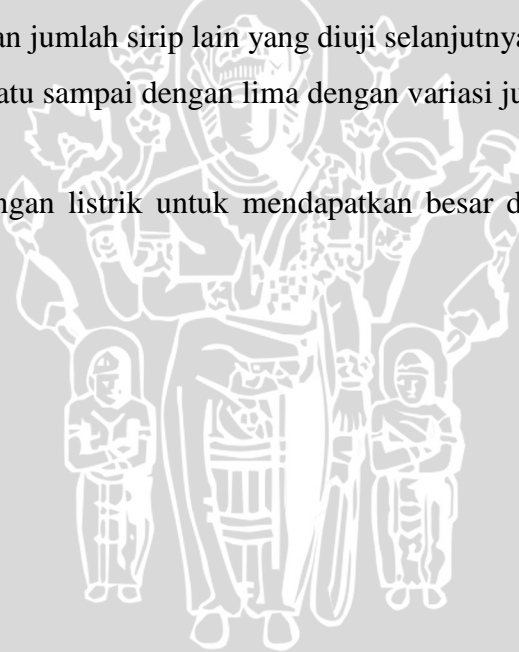 an jumlah sirip lain yang diuji selanjutnya
atu sampai dengan lima dengan variasi ju
ngan listrik untuk mendapatkan besar d